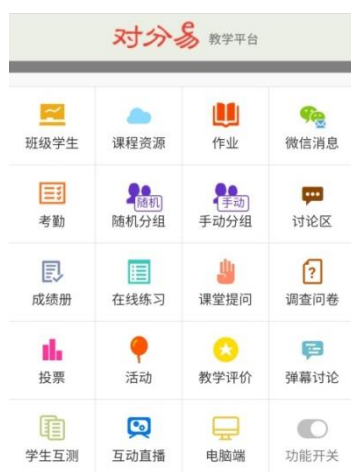 对分易 教学平台
班级学生 课程资源 作业 微信消息
随机 手动
考勤 随机分组 手动分组 讨论区
?
成绩册 在线练习 课堂提问 调查问卷
投票 活动 教学评价 弹幕讨论
学生互测 互动直播 电脑端 功能开关